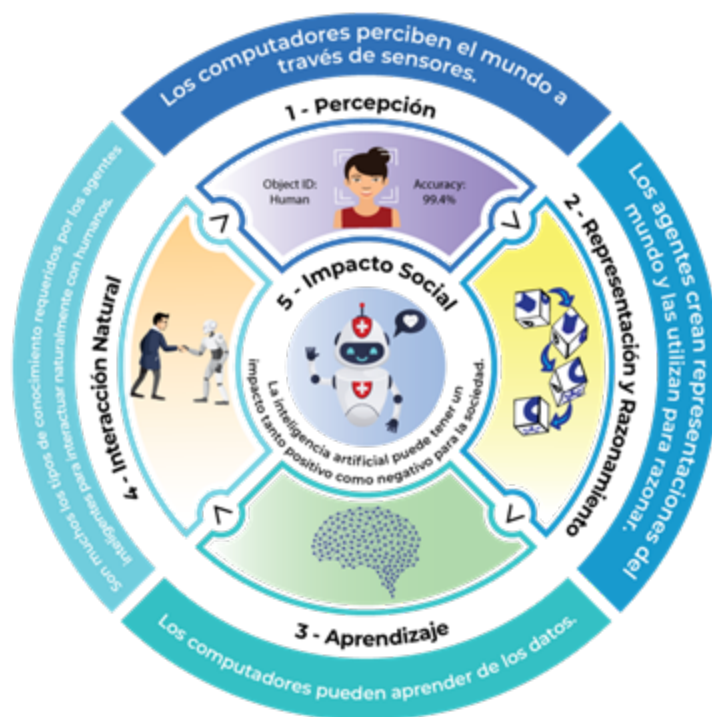 Los computadores perciben el mundo a
través de sensores.
1 - Percepción
Object ID:
Human
Accuracy:
99.4%
Los agentes crean representaciones del
mundo y las utilizan para razonar.
2 - Representación y Razonamiento
3 - Aprendizaje
Los computadores pueden aprender de los datos.
Son muchos los tipos de conocimiento requeridos por los agentes
inteligentes para interactuar naturalmente con humanos.
4 - Interacción Natural
5 - Impacto Social
La inteligencia artificial puede tener un
impacto tanto positivo como negativo para la sociedad.